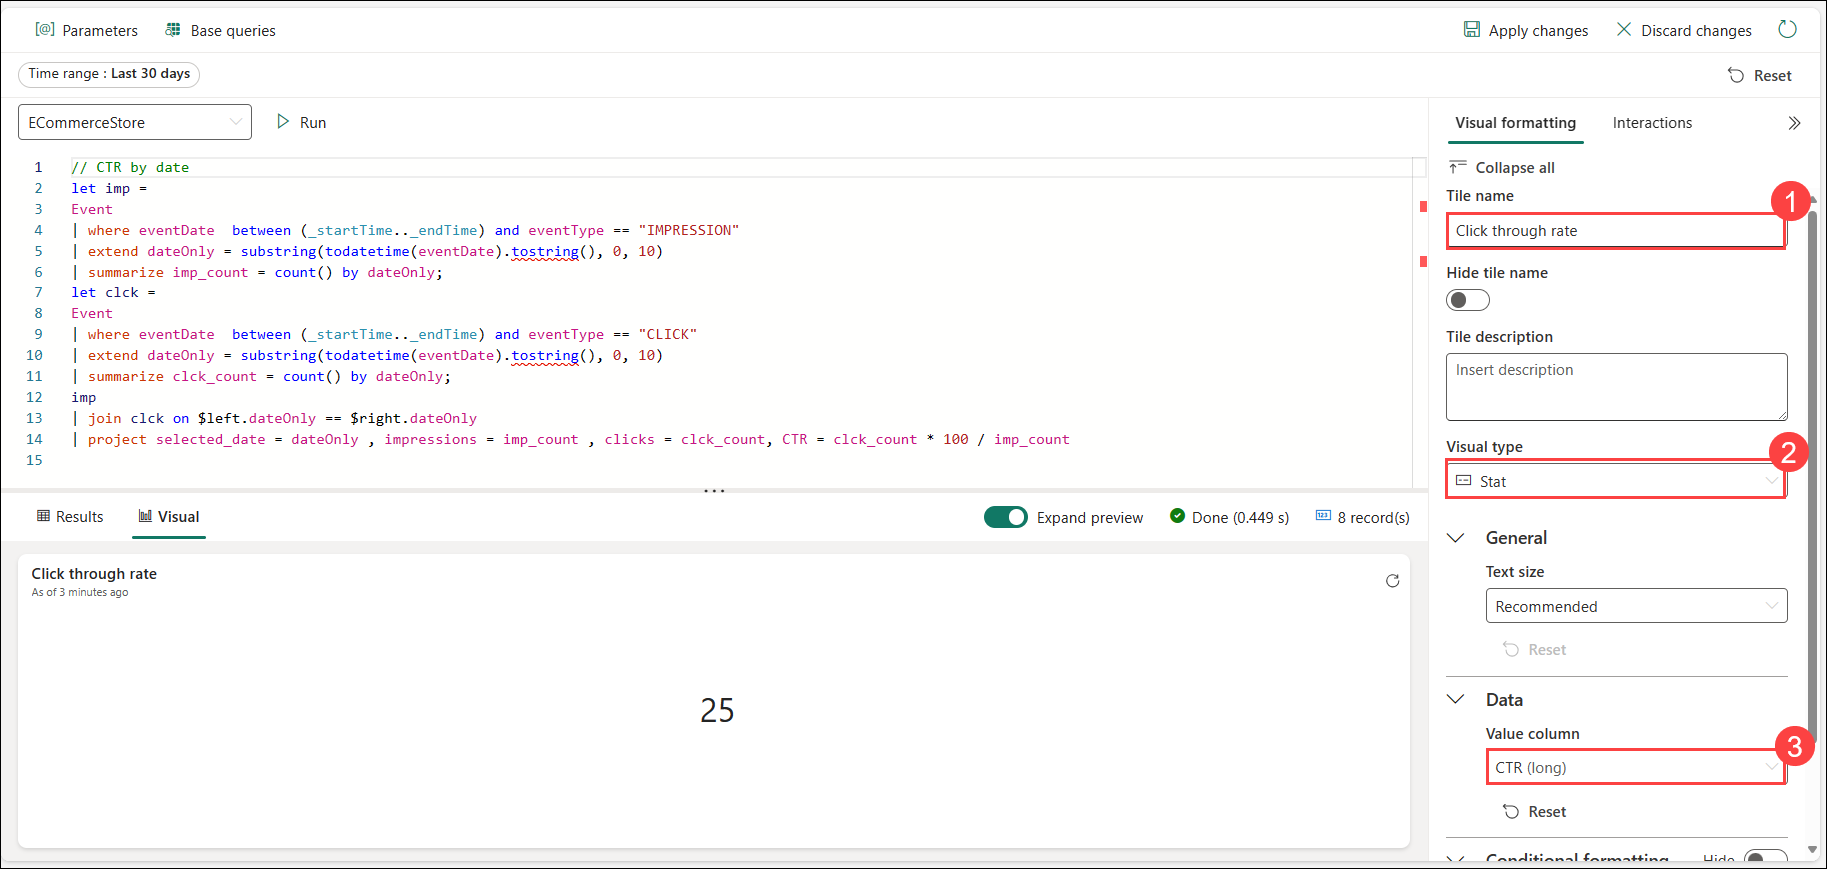 Parameters
Base queries
Apply changes
Discard changes
Time range : Last 30 days
Reset
ECommerceStore
Run
1 // CTR by date
2 let imp =
3 Event
4 | where eventDate  between (_startTime.._endTime) and eventType == "IMPRESSION"
5 | extend dateOnly = substring(todatetime(eventDate).tostring(), 0, 10)
6 | summarize imp_count = count() by dateOnly;
7 let clck =
8 Event
9 | where eventDate  between (_startTime.._endTime) and eventType == "CLICK"
10 | extend dateOnly = substring(todatetime(eventDate).tostring(), 0, 10)
11 | summarize clck_count = count() by dateOnly;
12 imp
13 | join clck on $left.dateOnly == $right.dateOnly
14 | project selected_date = dateOnly , impressions = imp_count , clicks = clck_count, CTR = clck_count * 100 / imp_count
15
Results
Visual
Expand preview
Done (0.449 s)
123
8 record(s)
Click through rate
As of 3 minutes ago
25
Visual formatting
Interactions
Collapse all
Tile name
1
Click through rate
Hide tile name
Tile description
Insert description
Visual type
2
Stat
General
Text size
Recommended
Reset
Data
Value column
3
CTR (long)
Reset
Conditional formatting
Hide